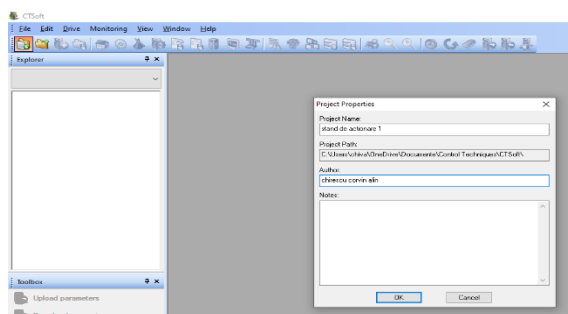 CTSoft
File Edit Drive Monitoring View Window Help
Explorer
Project Properties
Project Name:
stand de actionare 1
Project Path:
C:\Users\chiva\OneDrive\Documents\Control Techniques\CTSoft\
Author:
chirescu corvin alin
Notes:
OK Cancel
Toolbox
Upload parameters